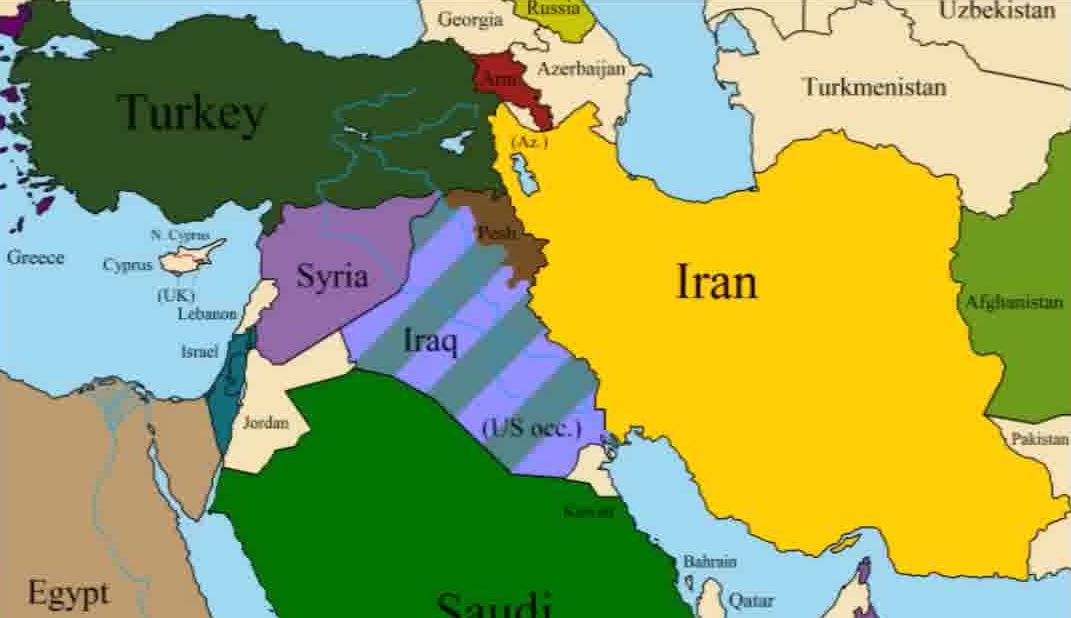 Russia
Uzbekistan
Georgia
Azerbaijan
Arm.
Turkmenistan
Turkey
(Az.)
N. Cyprus
Pesh.
Greece
Cyprus
Syria
Iran
(UK)
Afghanistan
Lebanon
Iraq
Israel
Jordan
(US occ.)
Pakistan
Kuwait
Bahrain
Egypt
Qatar
Saudi